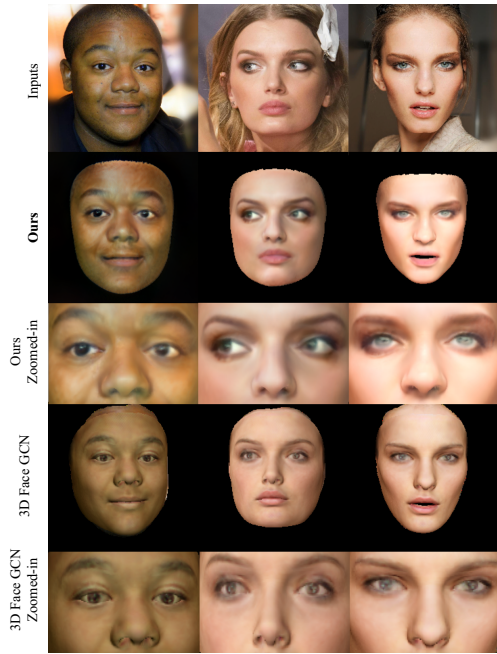 Inputs
Ours
Ours
Zoomed-in
3D Face GCN
3D Face GCN
Zoomed-in